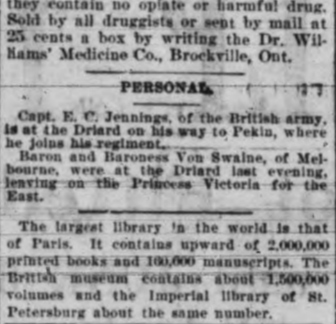 they contain no opiate or harmful drug.
Sold by all druggists or sent by mail at
25 cents a box by writing the Dr. Wil-
liams' Medicine Co., Brockville, Ont.
PERSONAL.
Capt. E. C. Jennings, of the British army,
is at the Driard on his way to Pekin, where
he joins his regiment.
Baron and Baroness Von Swaine, of Mel-
bourne, were at the Driard last evening,
leaving on the Princess Victoria for the
East.
The largest library in the world is that
of Paris. It contains upward of 2,000,000
printed books and 160,000 manuscripts. The
British museum contains about 1,500,000
volumes and the Imperial library of St.
Petersburg about the same number.